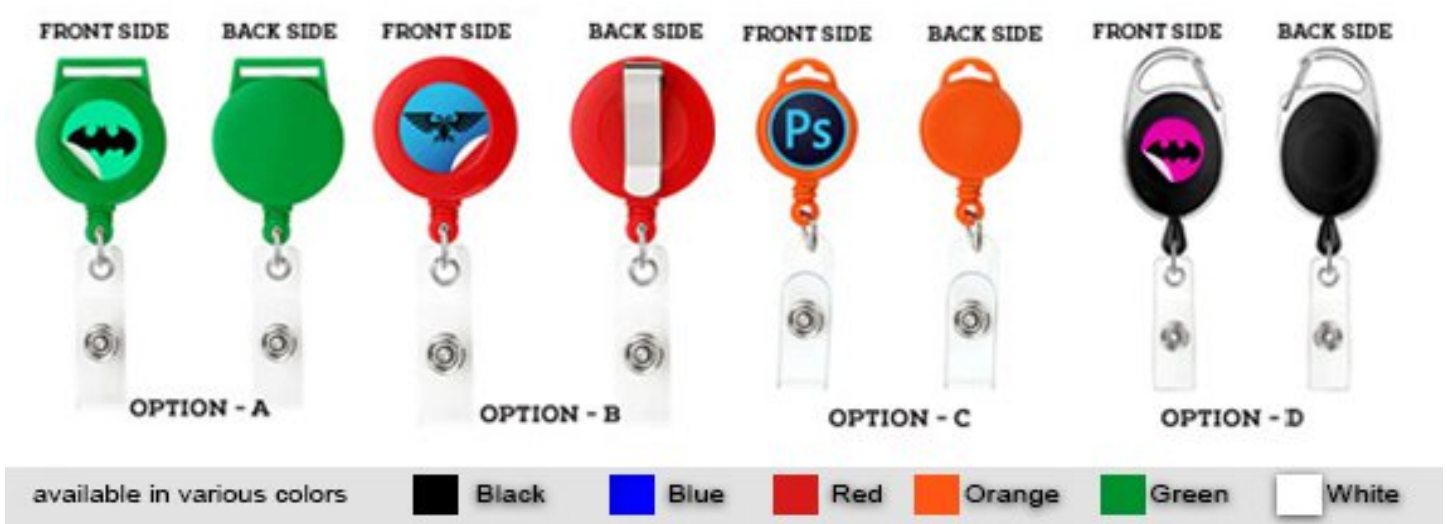 FRONT SIDE BACK SIDE FRONT SIDE BACK SIDE FRONT SIDE BACK SIDE FRONT SIDE BACK SIDE
Ps
OPTION - A OPTION - B OPTION - C OPTION - D
available in various colors Black Blue Red Orange Green White